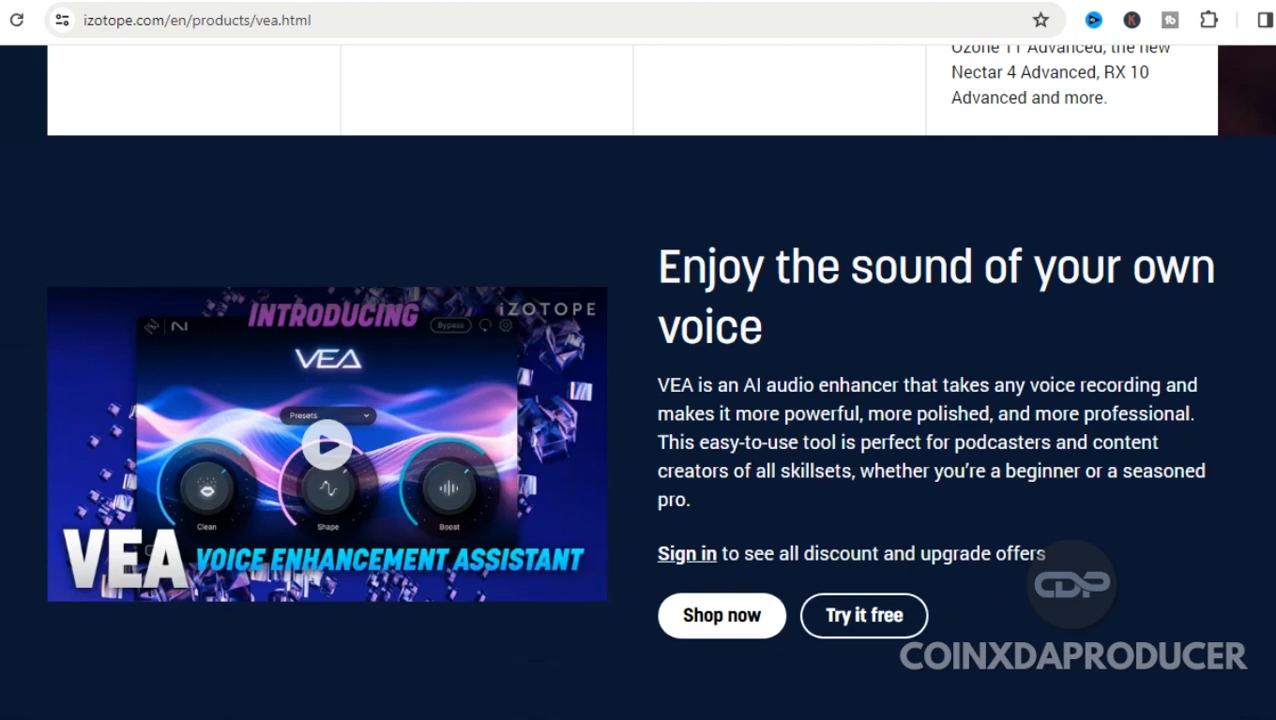 izotope.com/en/products/vea.html
Ozone 11 Advanced, the new
Nectar 4 Advanced, RX 10
Advanced and more.
INTRODUCING
iZOTOPE
Bypass
VEA
Presets
Clean
Shape
Boost
VEA VOICE ENHANCEMENT ASSISTANT
Enjoy the sound of your own
voice
VEA is an AI audio enhancer that takes any voice recording and
makes it more powerful, more polished, and more professional.
This easy-to-use tool is perfect for podcasters and content
creators of all skillsets, whether you’re a beginner or a seasoned
pro.
Sign in to see all discount and upgrade offers
Shop now
Try it free
CDP
COINXDAPRODUCER